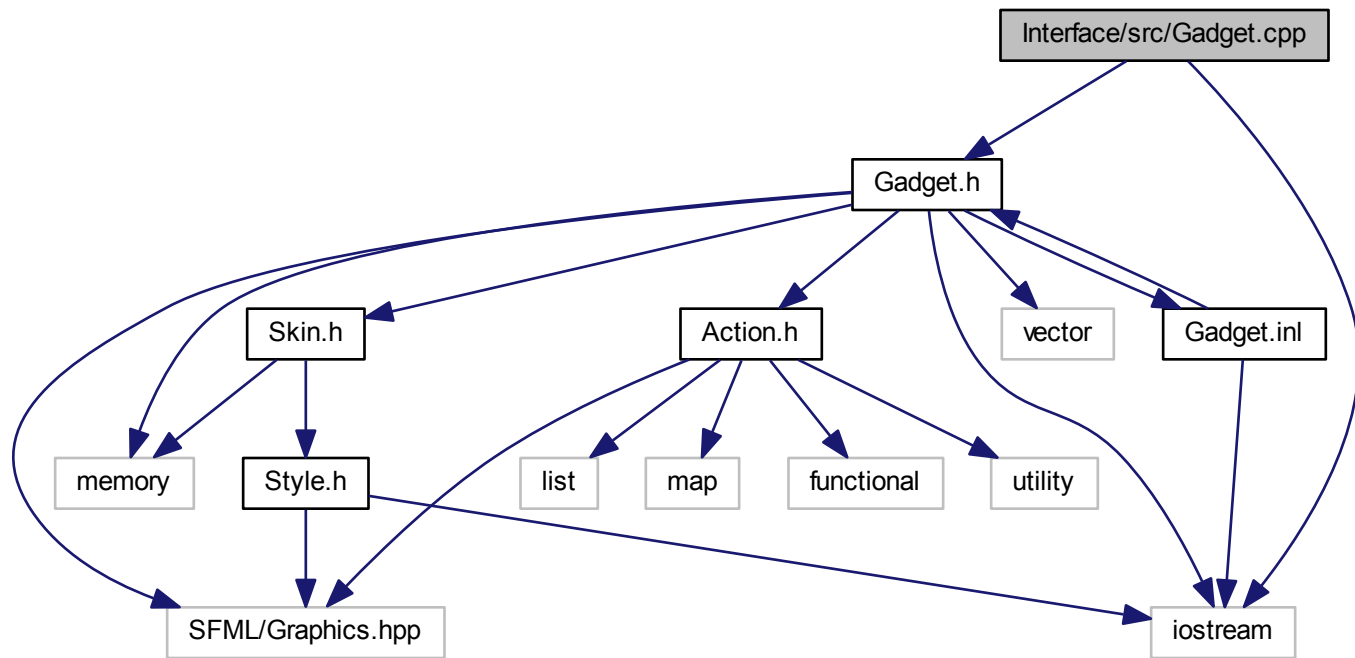 Interface/src/Gadget.cpp
Gadget.h
Skin.h
Action.h
vector
Gadget.inl
memory
Style.h
list
map
functional
utility
SFML/Graphics.hpp
iostream